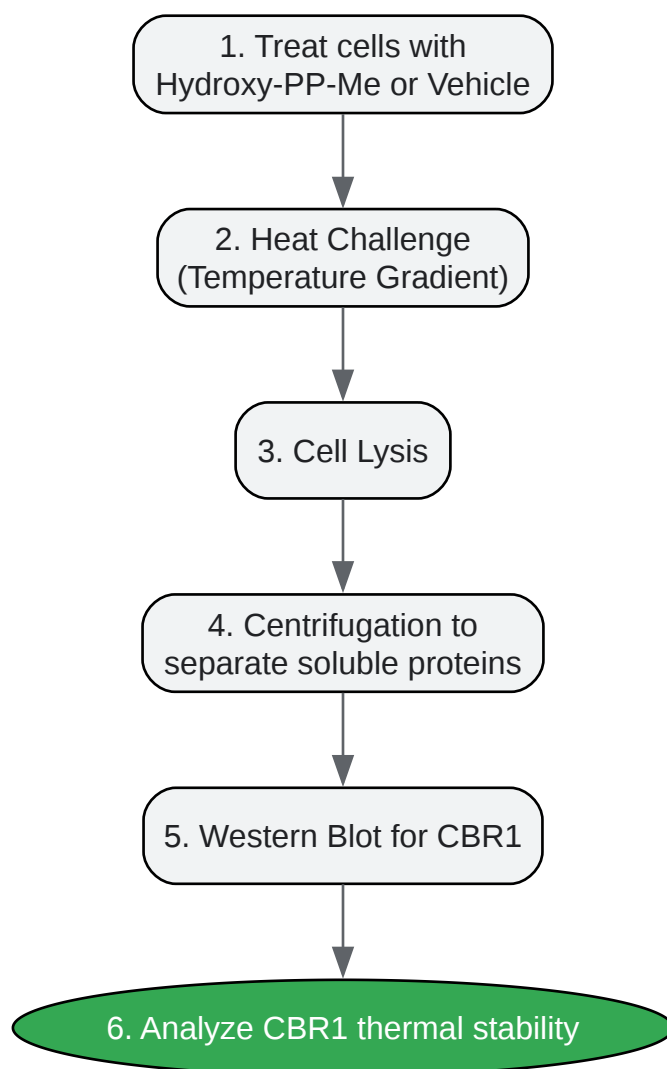 1. Treat cells with
Hydroxy-PP-Me or Vehicle
2. Heat Challenge
(Temperature Gradient)
3. Cell Lysis
4. Centrifugation to
separate soluble proteins
5. Western Blot for CBR1
6. Analyze CBR1 thermal stability